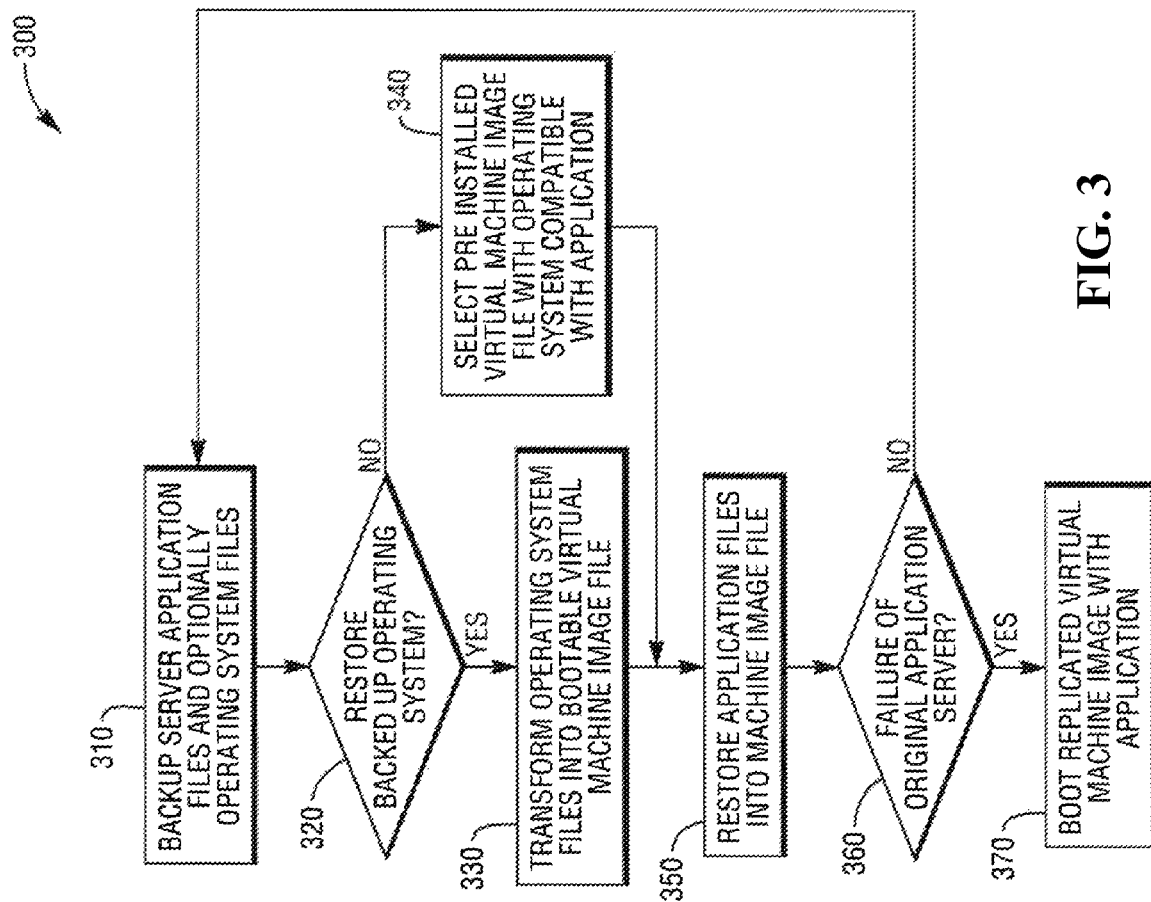 300
310
BACKUP SERVER APPLICATION
FILES AND OPTIONALLY
OPERATING SYSTEM FILES
320
RESTORE
BACKED UP OPERATING
SYSTEM?
NO
YES
340
SELECT PRE INSTALLED
VIRTUAL MACHINE IMAGE
FILE WITH OPERATING
SYSTEM COMPATIBLE
WITH APPLICATION
330
TRANSFORM OPERATING SYSTEM
FILES INTO BOOTABLE VIRTUAL
MACHINE IMAGE FILE
350
RESTORE APPLICATION FILES
INTO MACHINE IMAGE FILE
360
FAILURE OF
ORIGINAL APPLICATION
SERVER?
NO
YES
370
BOOT REPLICATED VIRTUAL
MACHINE IMAGE WITH
APPLICATION
FIG. 3